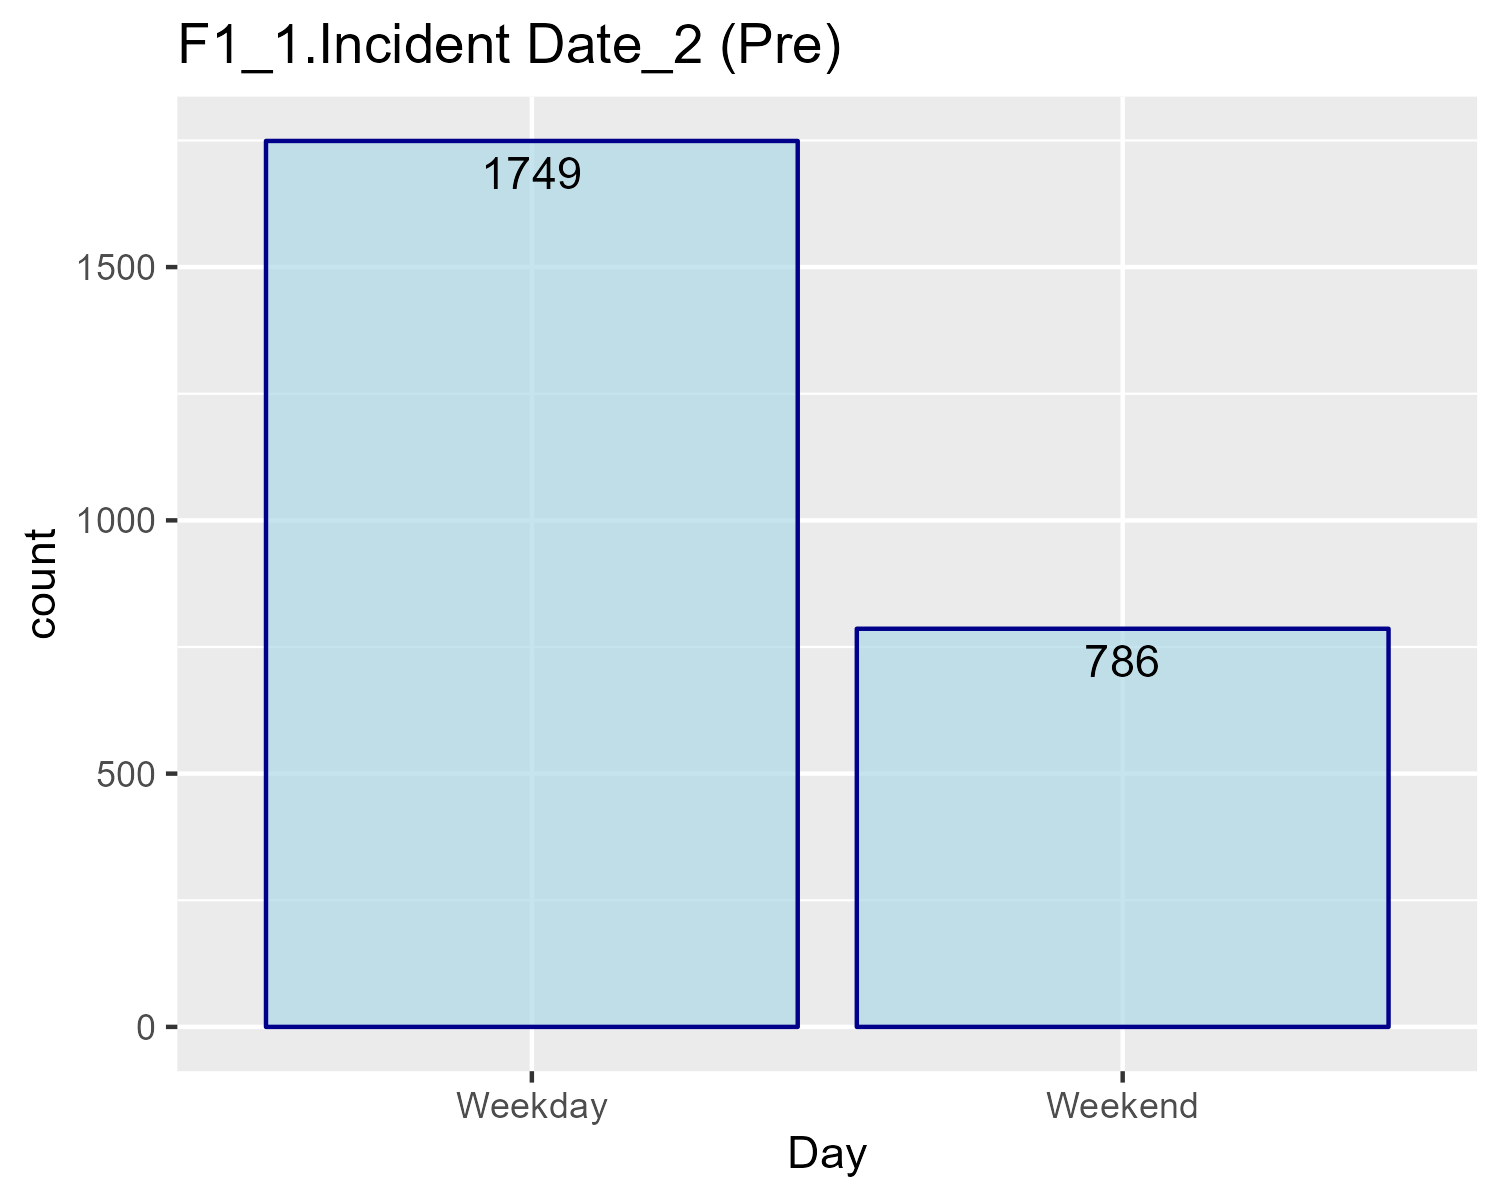 F1_1.Incident Date_2 (Pre)
1749
1500
1000
count
786
500
0
Weekday
Weekend
Day